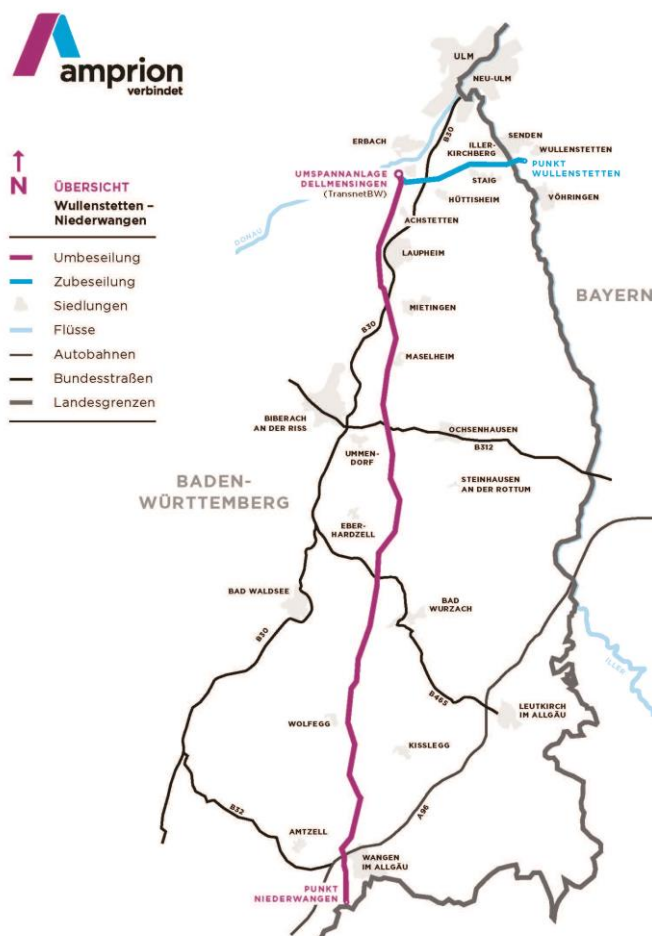 amprion
verbindet
N
ÜBERSICHT
Wullenstetten –
Niederwangen
Umbeseilung
Zubeseilung
Siedlungen
Flüsse
Autobahnen
Bundesstraßen
Landesgrenzen
ULM
NEU-ULM
B30
ERBACH
ILLER-
KIRCHBERG
SENDEN
WULLENSTETTEN
PUNKT
WULLENSTETTEN
UMSPANNANLAGE
DELLMENSINGEN
(TransnetBW)
STAIG
HÜTTISHEIM
VÖHRINGEN
DONAU
ACHSTETTEN
LAUPHEIM
BAYERN
MIETINGEN
B30
MASELHEIM
BIBERACH
AN DER RISS
OCHSENHAUSEN
B312
UMMEN-
DORF
BADEN-
WÜRTTEMBERG
STEINHAUSEN
AN DER ROTTUM
EBER-
HARDZELL
BAD WALDSEE
BAD
WURZACH
B30
ILLER
B465
LEUTKIRCH
IM ALLGÄU
WOLFEGG
KISSLEGG
B32
A96
AMTZELL
WANGEN
IM ALLGÄU
PUNKT
NIEDERWANGEN